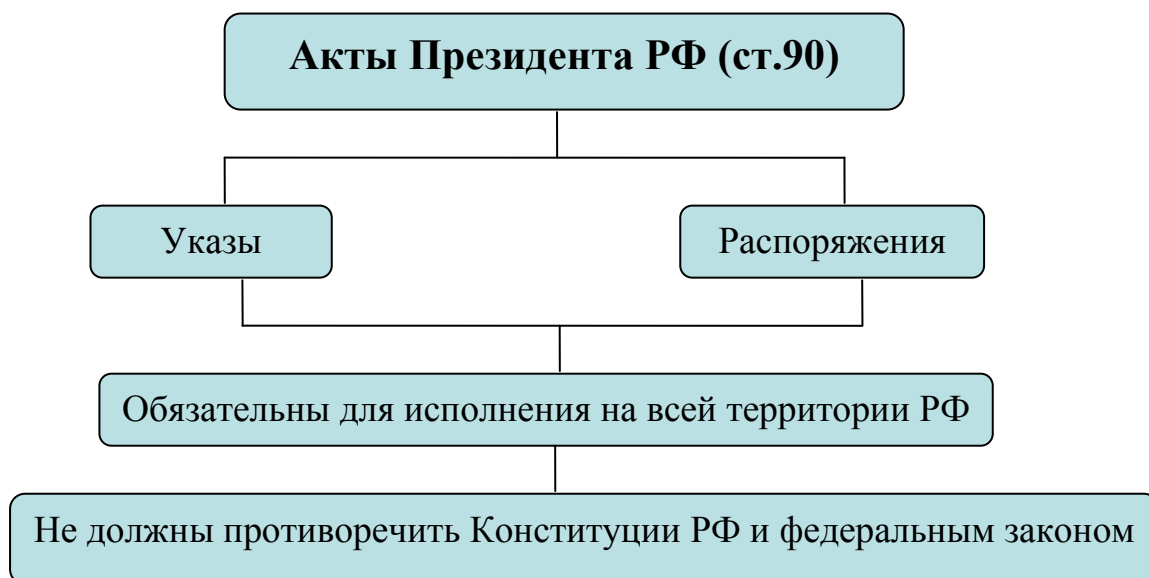 Акты Президента РФ (ст.90)
Указы
Распоряжения
Обязательны для исполнения на всей территории РФ
Не должны противоречить Конституции РФ и федеральным законом